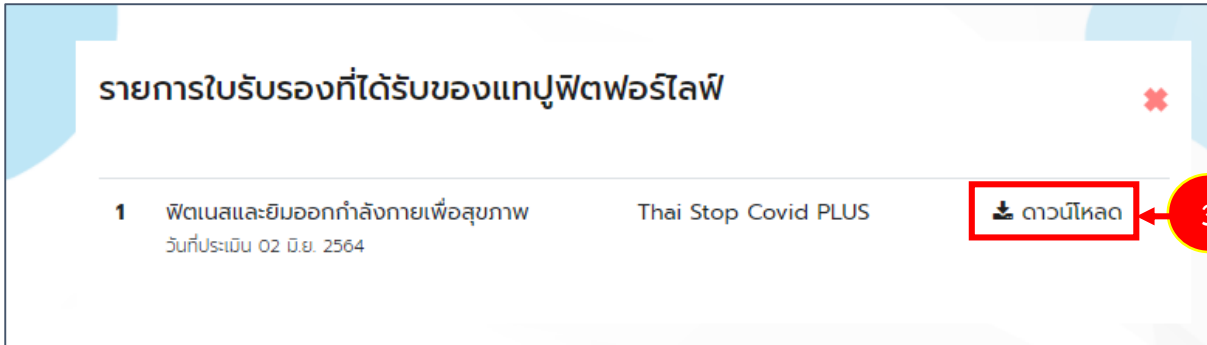 รายการใบรับรองที่ได้รับของแทปูฟิตฟอร์ไลฟ์
1 ฟิตเนสและยิมออกกำลังกายเพื่อสุขภาพ Thai Stop Covid PLUS ดาวน์โหลด
วันที่ประเมิน 02 มิ.ย. 2564
3